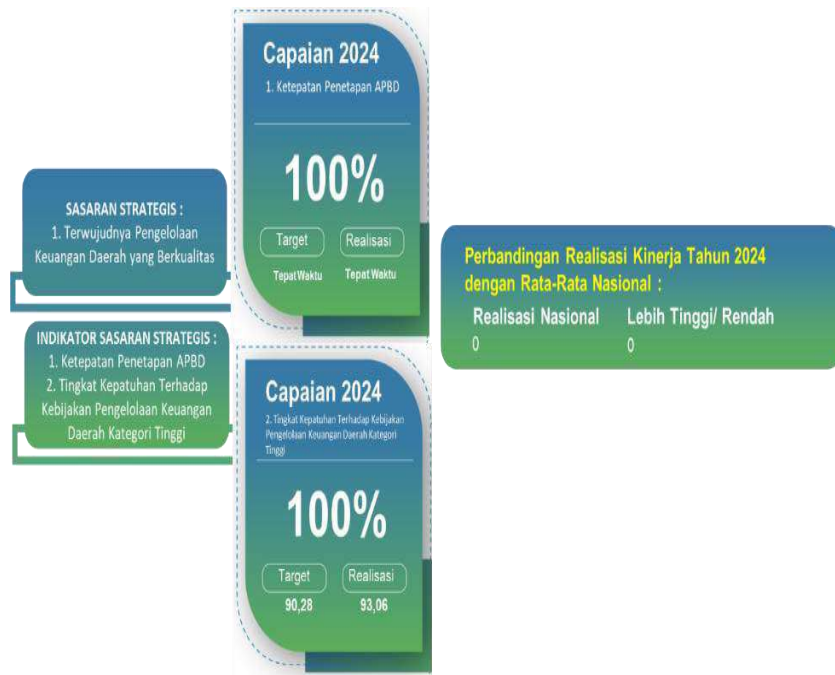 SASARAN STRATEGIS :
1. Terwujudnya Pengelolaan
Keuangan Daerah yang Berkualitas
INDIKATOR SASARAN STRATEGIS :
1. Ketepatan Penetapan APBD
2. Tingkat Kepatuhan Terhadap
Kebijakan Pengelolaan Keuangan
Daerah Kategori Tinggi
Capaian 2024
1. Ketepatan Penetapan APBD
100%
Target Realisasi
Tepat Waktu Tepat Waktu
Capaian 2024
2. Tingkat Kepatuhan Terhadap Kebijakan
Pengelolaan Keuangan Daerah Kategori
Tinggi
100%
Target Realisasi
90,28 93,06
Perbandingan Realisasi Kinerja Tahun 2024
dengan Rata-Rata Nasional :
Realisasi Nasional Lebih Tinggi/ Rendah
0 0